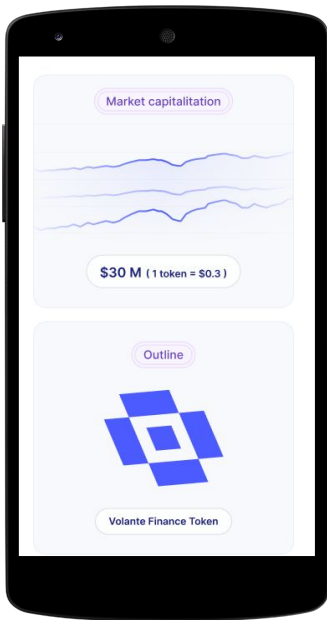 Market capitalitation
$30 M ( 1 token = $0.3 )
Outline
Volante Finance Token